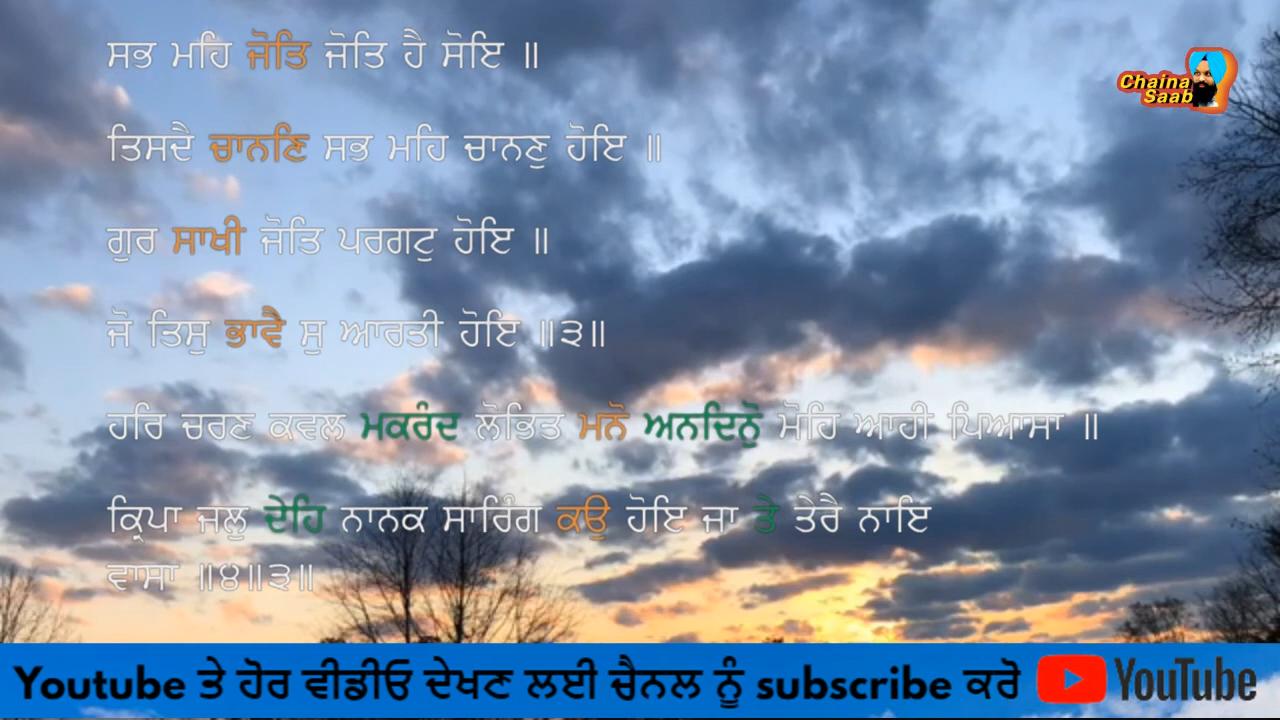 ਸਭ ਮਹਿ ਜੋਤਿ ਜੋਤਿ ਹੈ ਸੋਇ ॥
Chaina
Saab
ਤਿਸਦੈ ਚਾਨਣਿ ਸਭ ਮਹਿ ਚਾਨਣੁ ਹੋਇ ॥
ਗੁਰ ਸਾਖੀ ਜੋਤਿ ਪਰਗਟੁ ਹੋਇ ॥
ਜੋ ਤਿਸੁ ਭਾਵੈ ਸੁ ਆਰਤੀ ਹੋਇ ॥੩॥
ਹਰਿ ਚਰਣ ਕਵਲ ਮਕਰੰਦ ਲੋਭਿਤ ਮਨੋ ਅਨਦਿਨੋੁ ਮੋਹਿ ਆਹੀ ਪਿਆਸਾ ॥
ਕ੍ਰਿਪਾ ਜਲੁ ਦੇਹਿ ਨਾਨਕ ਸਾਰਿੰਗ ਕਉ ਹੋਇ ਜਾ ਤੇ ਤੇਰੈ ਨਾਇ
ਵਾਸਾ ॥੪॥੩॥
Youtube ਤੇ ਹੋਰ ਵੀਡੀਓ ਦੇਖਣ ਲਈ ਚੈਨਲ ਨੂੰ subscribe ਕਰੋ YouTube